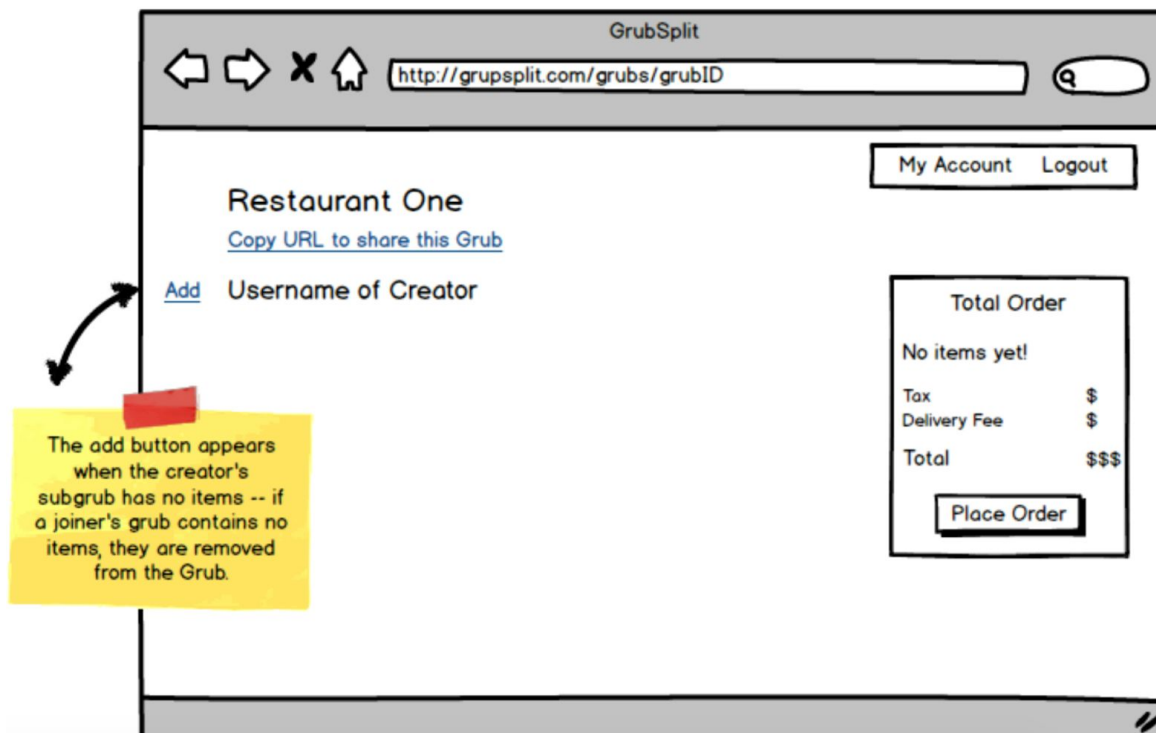 GrubSplit
http://grupsplit.com/grubs/grubID
My Account Logout
Restaurant One
Copy URL to share this Grub
Add Username of Creator
Total Order
No items yet!
Tax $
Delivery Fee $
Total $$$
Place Order
The add button appears
when the creator's
subgrub has no items -- if
a joiner's grub contains no
items, they are removed
from the Grub.